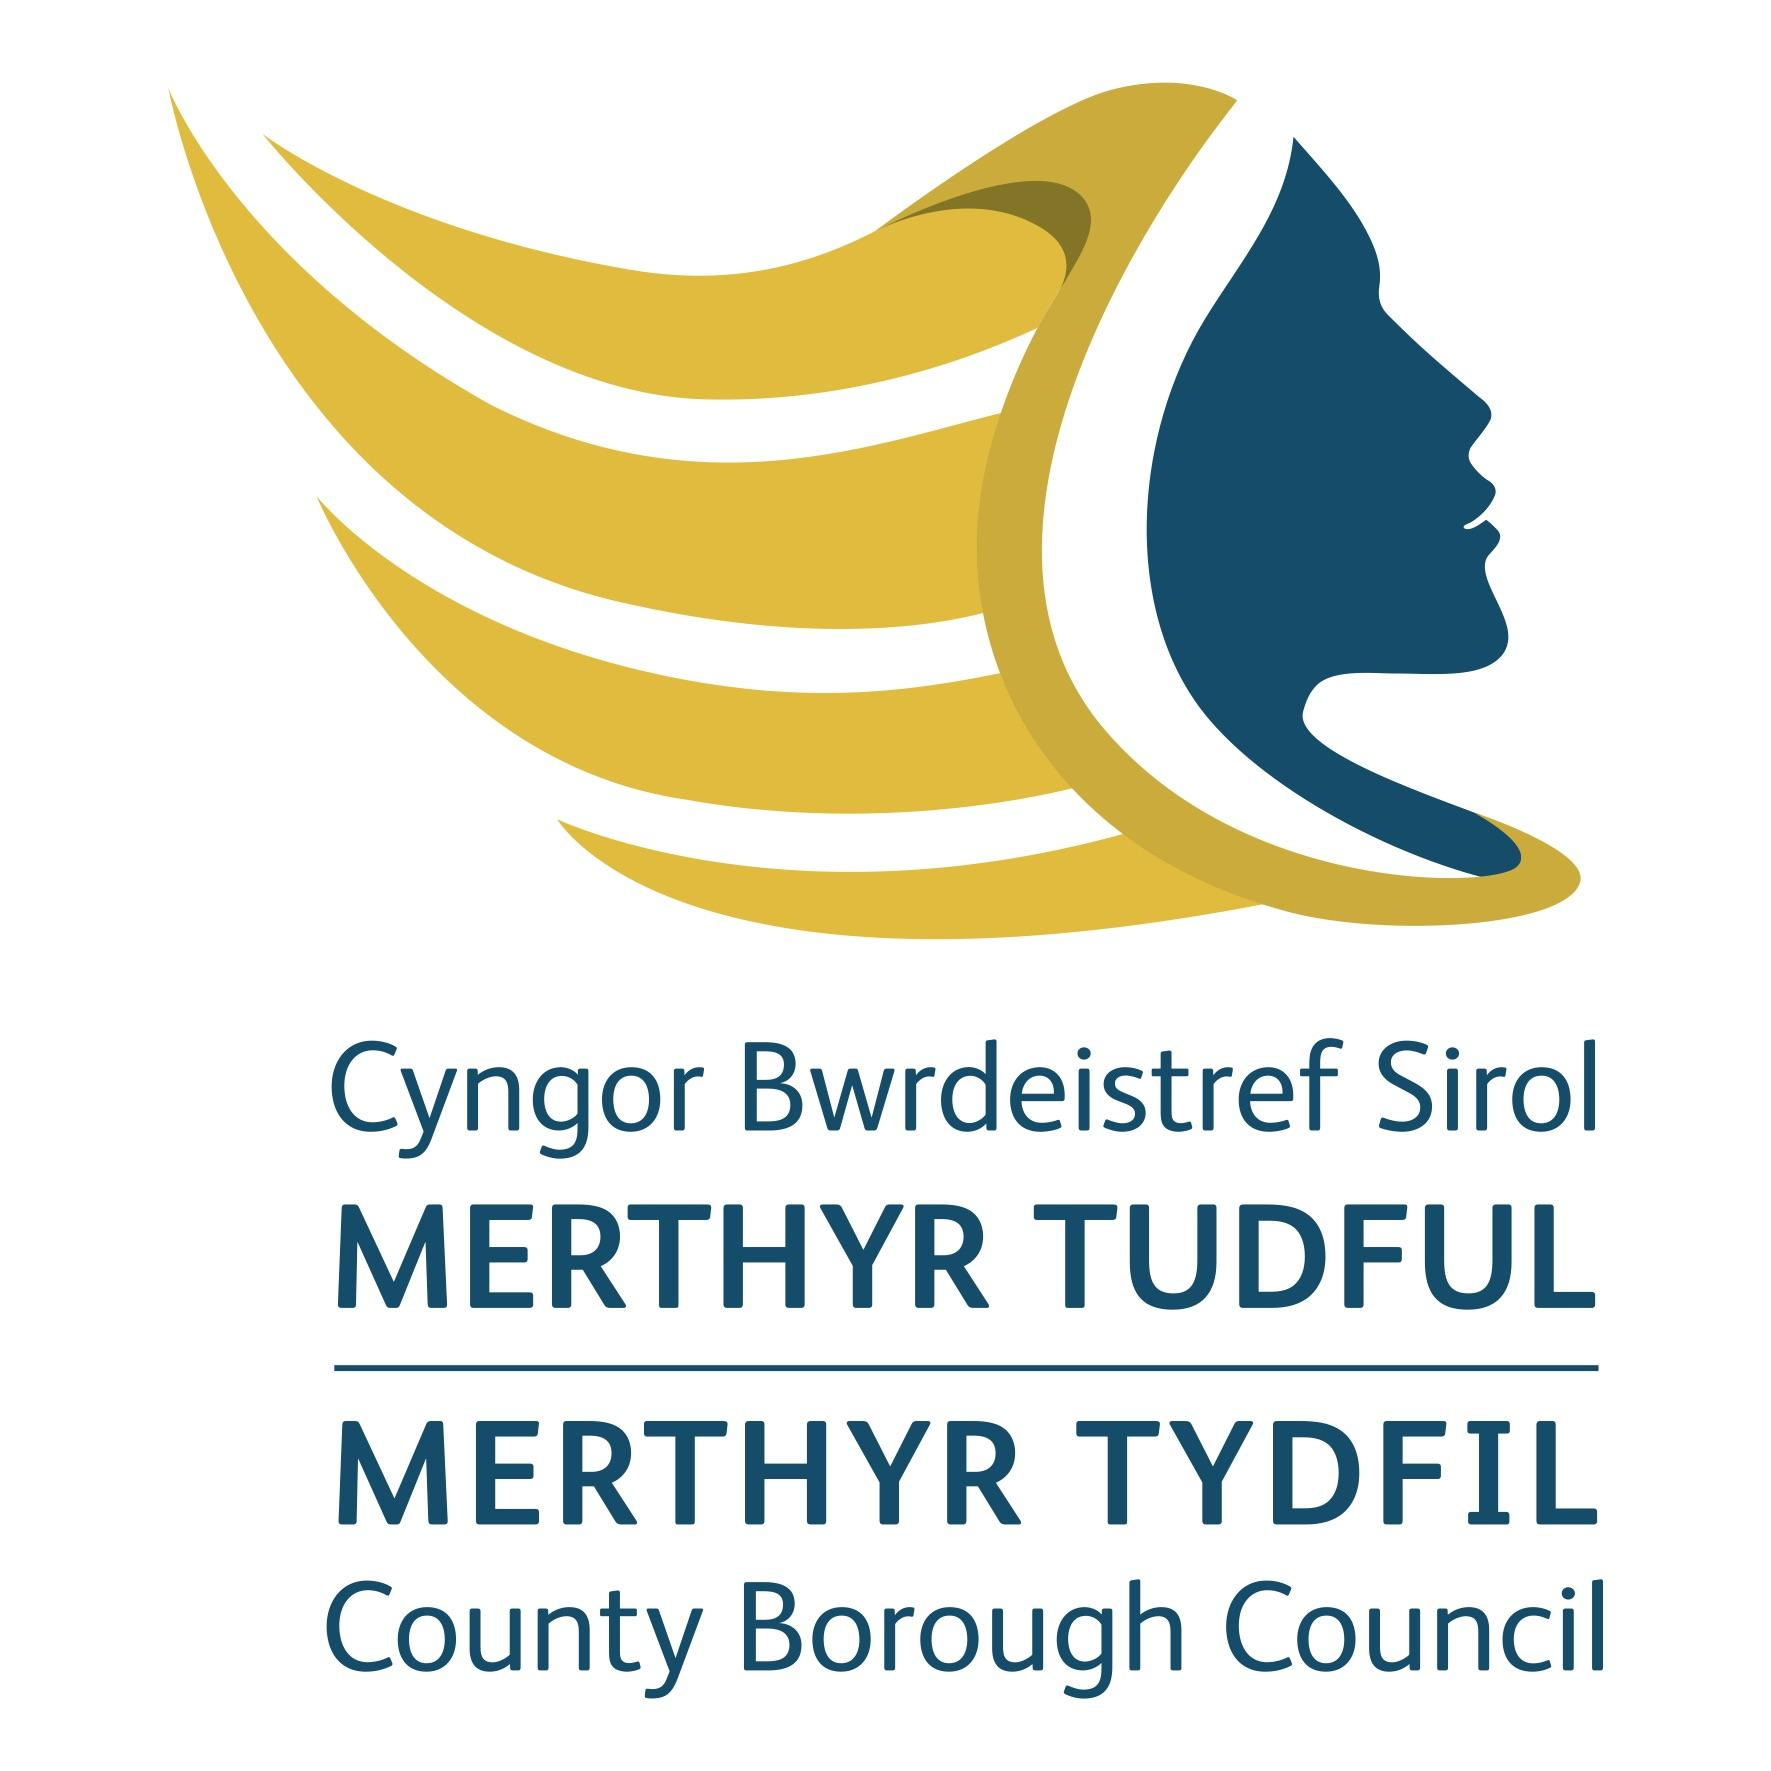 Cyngor Bwrdeistref Sirol
MERTHYR TUDFUL
MERTHYR TYDFIL
County Borough Council